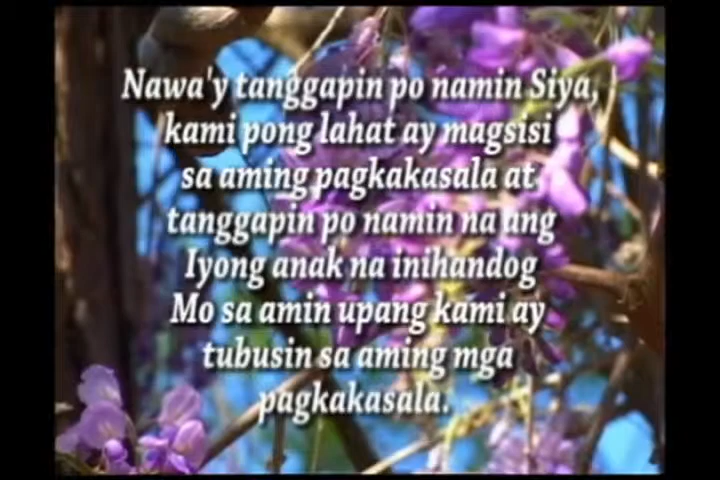 Nawa'y tanggapin po namin Siya,
kami pong lahat ay magsisi
sa aming pagkakasala at
tanggapin po namin na ang
Iyong anak na inihandog
Mo sa amin upang kami ay
tubusin sa aming mga
pagkakasala.